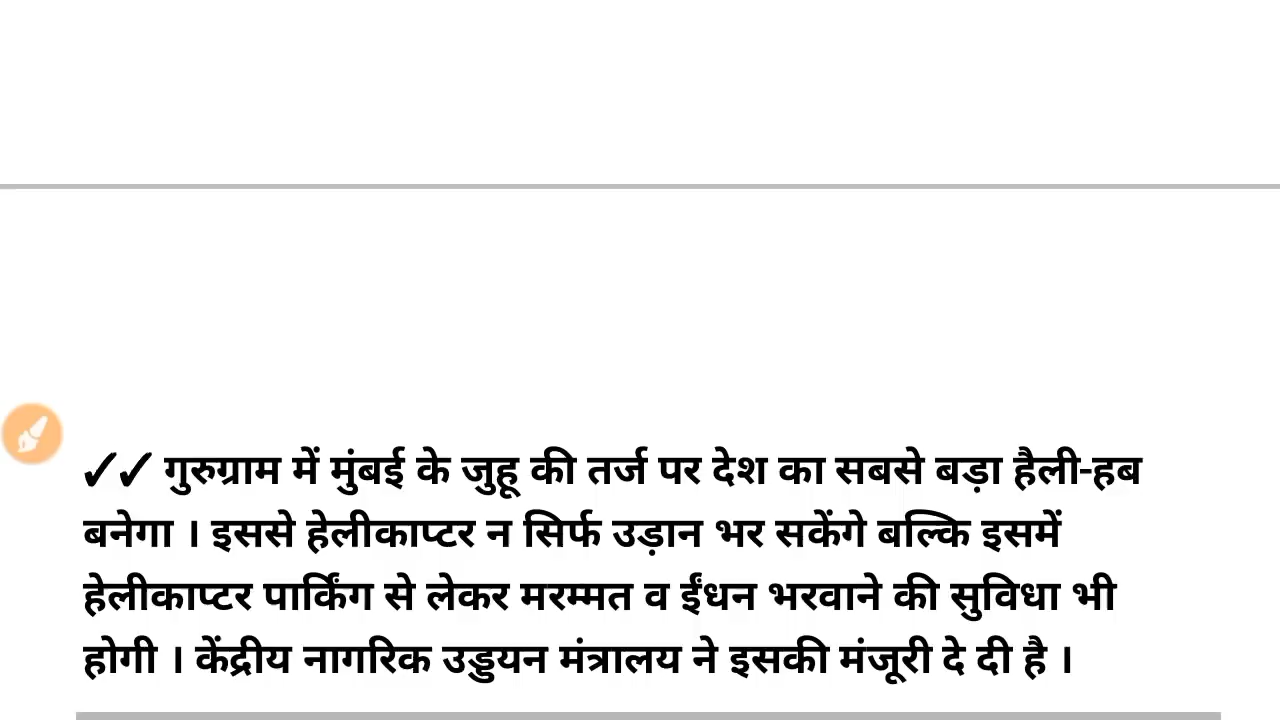 ✓✓ गुरुग्राम में मुंबई के जुहू की तर्ज पर देश का सबसे बड़ा हैली-हब
बनेगा । इससे हेलीकाप्टर न सिर्फ उड़ान भर सकेंगे बल्कि इसमें
हेलीकाप्टर पार्किंग से लेकर मरम्मत व ईंधन भरवाने की सुविधा भी
होगी । केंद्रीय नागरिक उड्डयन मंत्रालय ने इसकी मंजूरी दे दी है ।